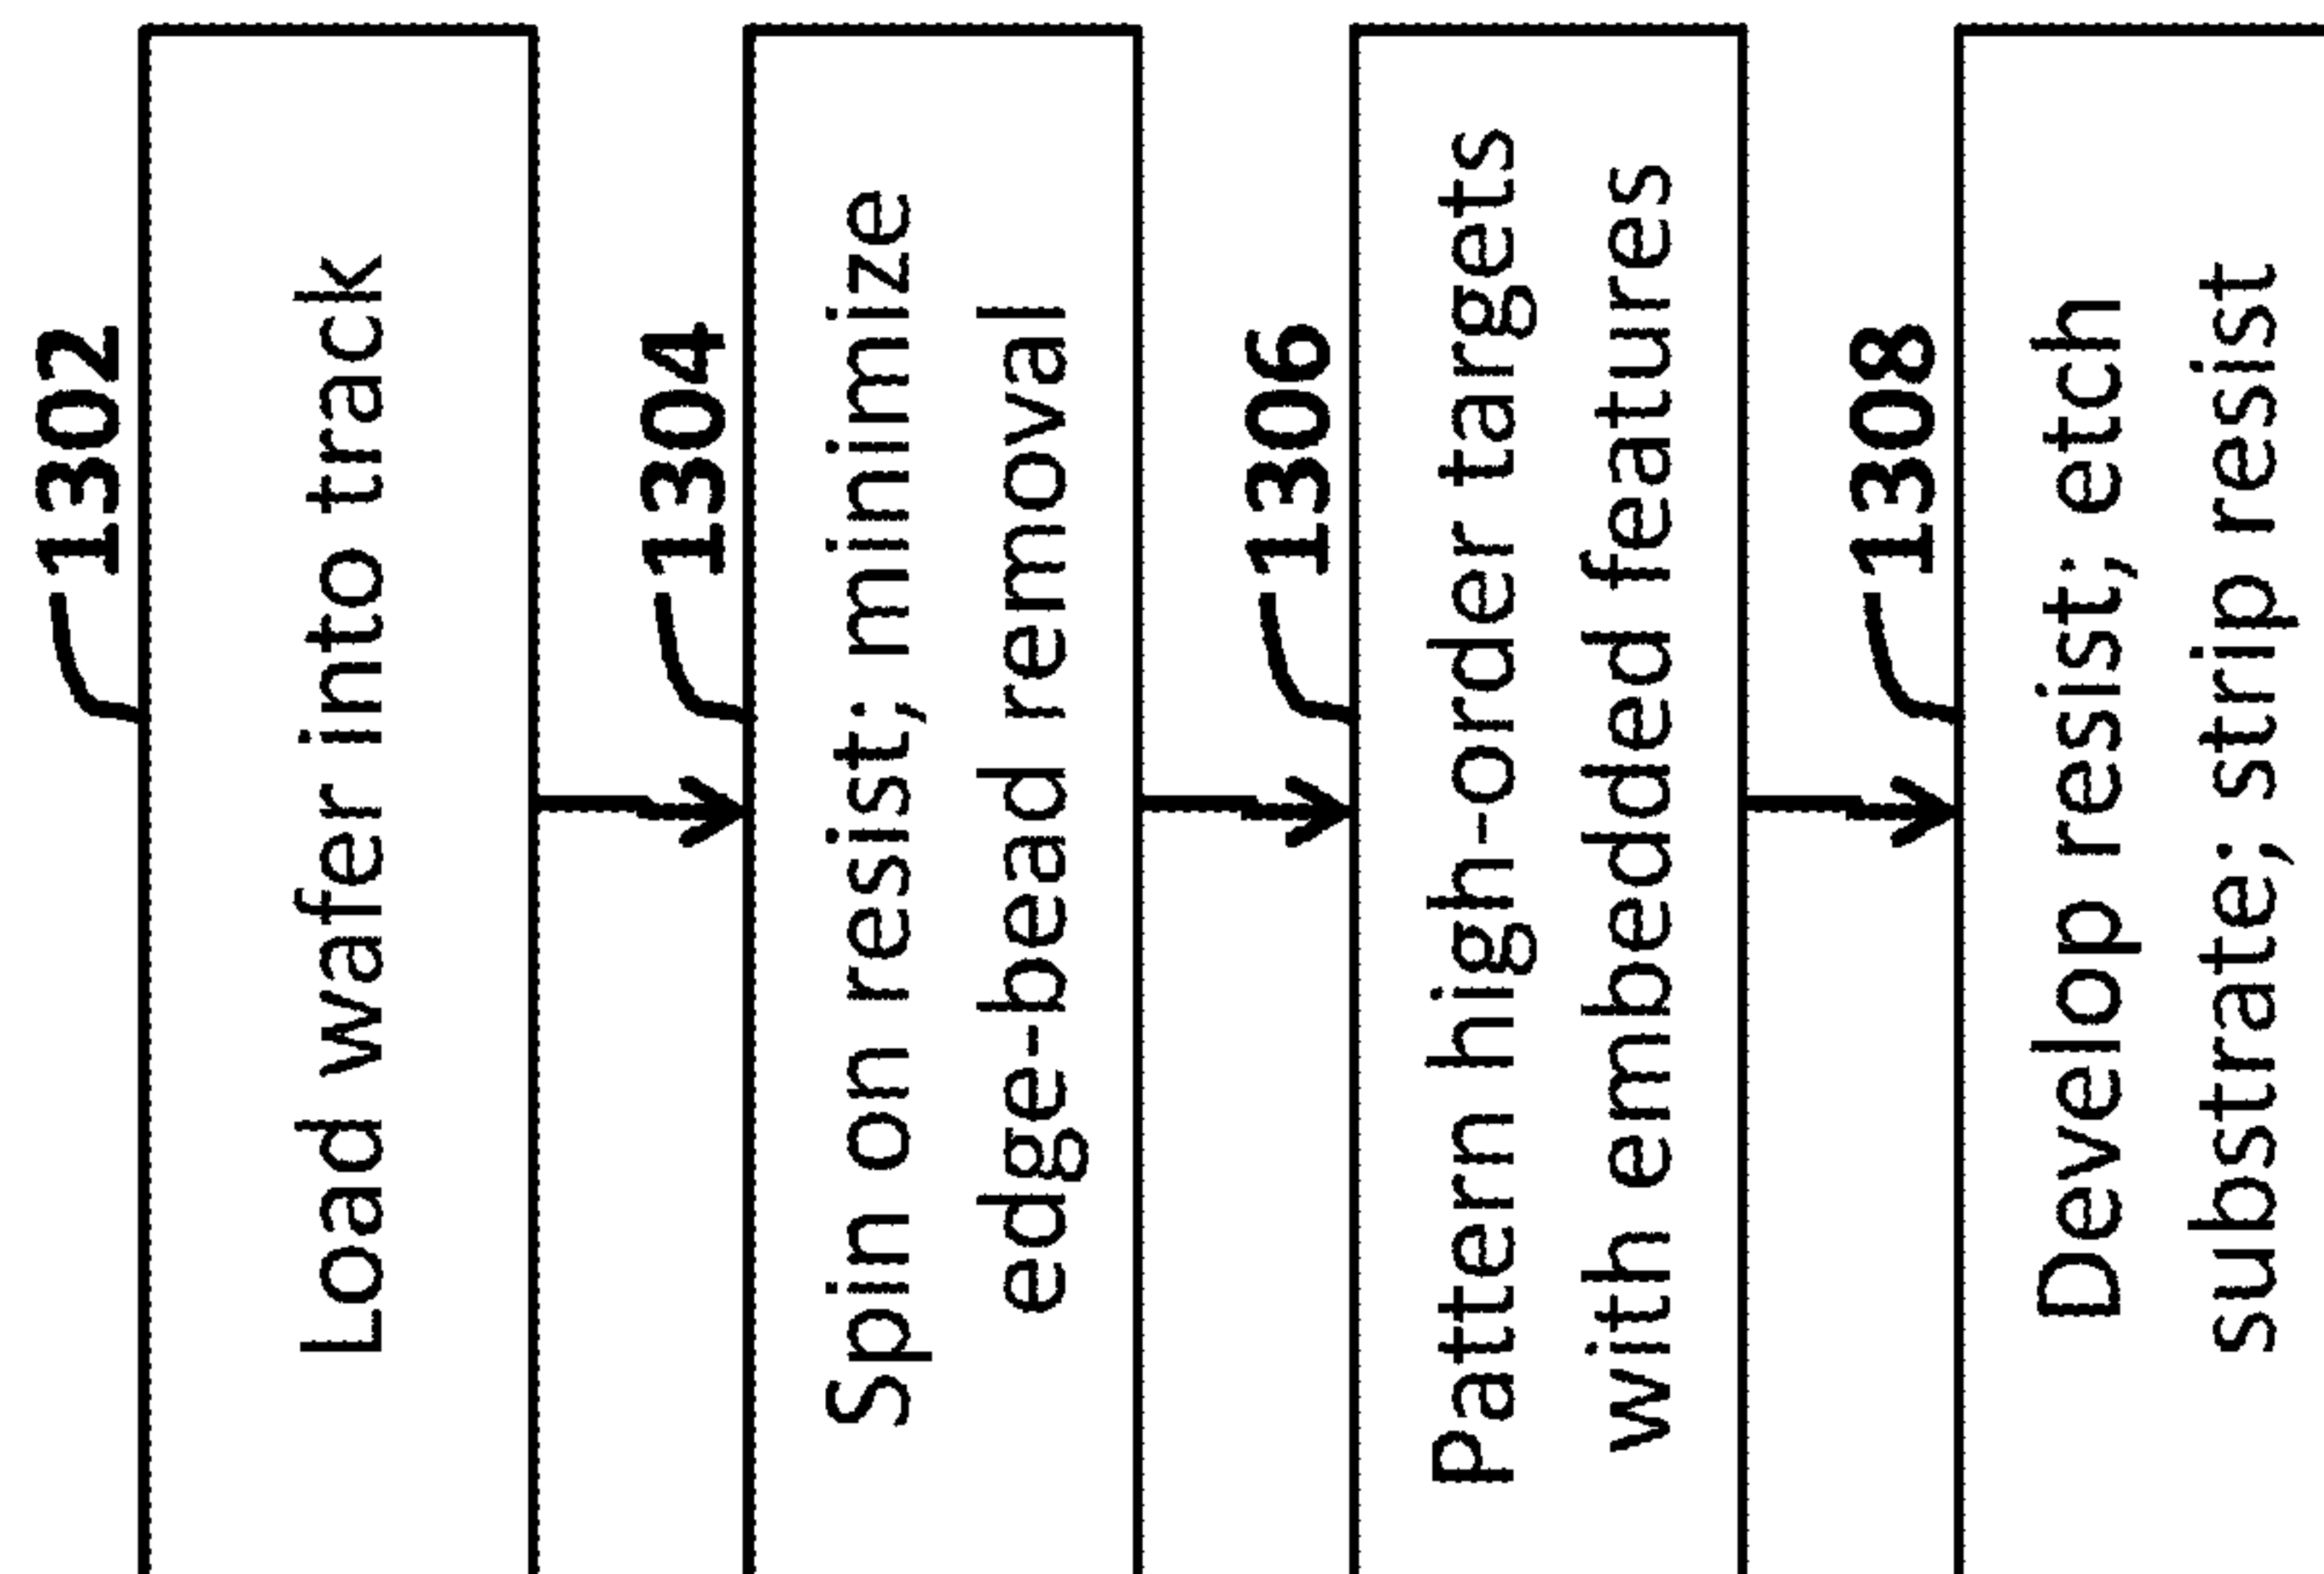 1302
Load wafer into track
1304
Spin on resist; minimize
edge-bead removal
1306
Pattern high-order targets
with embedded features
1308
Develop resist; etch
substrate; strip resist